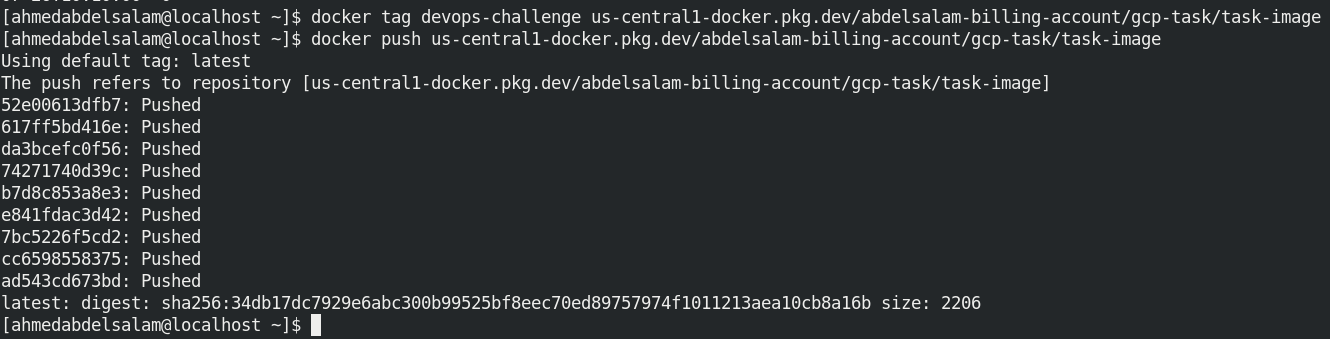 [ahmedabdelsalam@localhost ~]$ docker tag devops-challenge us-central1-docker.pkg.dev/abdelsalam-billing-account/gcp-task/task-image
[ahmedabdelsalam@localhost ~]$ docker push us-central1-docker.pkg.dev/abdelsalam-billing-account/gcp-task/task-image
Using default tag: latest
The push refers to repository [us-central1-docker.pkg.dev/abdelsalam-billing-account/gcp-task/task-image]
52e00613dfb7: Pushed
617ff5bd416e: Pushed
da3bcefc0f56: Pushed
74271740d39c: Pushed
b7d8c853a8e3: Pushed
e841fdac3d42: Pushed
7bc5226f5cd2: Pushed
cc6598558375: Pushed
ad543cd673bd: Pushed
latest: digest: sha256:34db17dc7929e6abc300b99525bf8eec70ed89757974f1011213aea10cb8a16b size: 2206
[ahmedabdelsalam@localhost ~]$